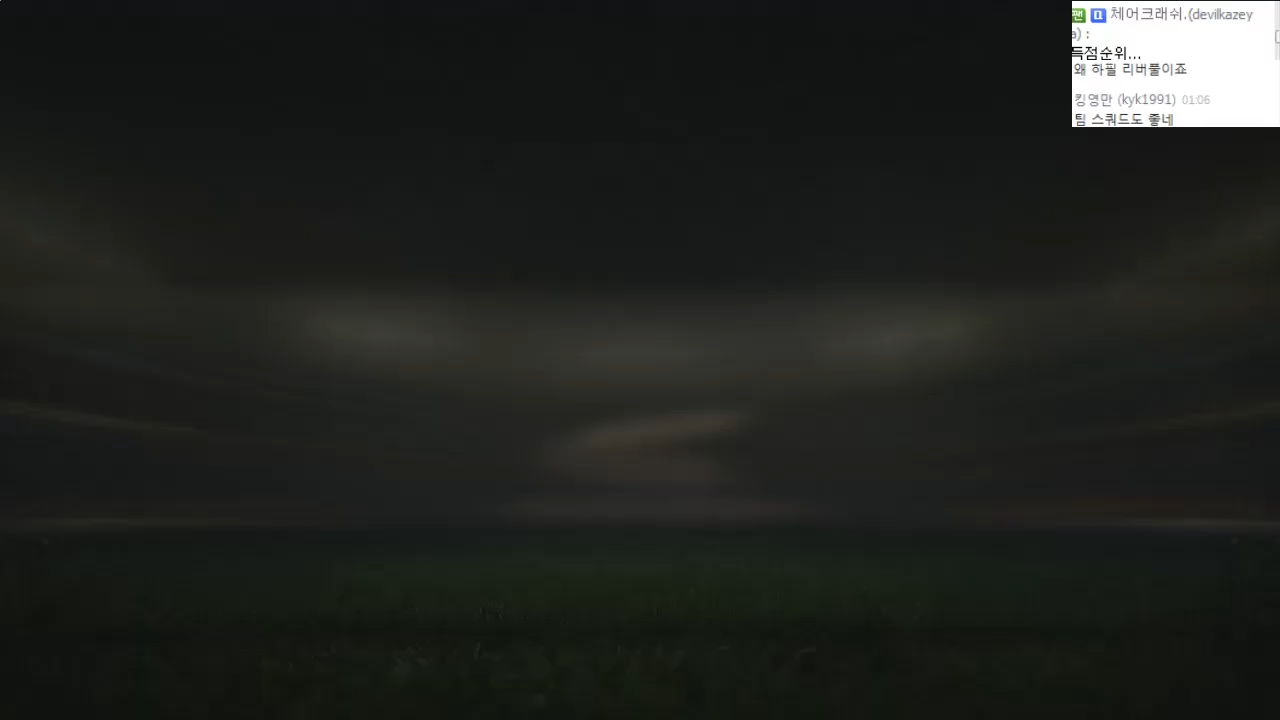 팬 체어크래쉬.(devilkazey
a) :
득점순위...
왜 하필 리버풀이죠
킹영만 (kyk1991) 01:06
팀 스쿼드도 좋네